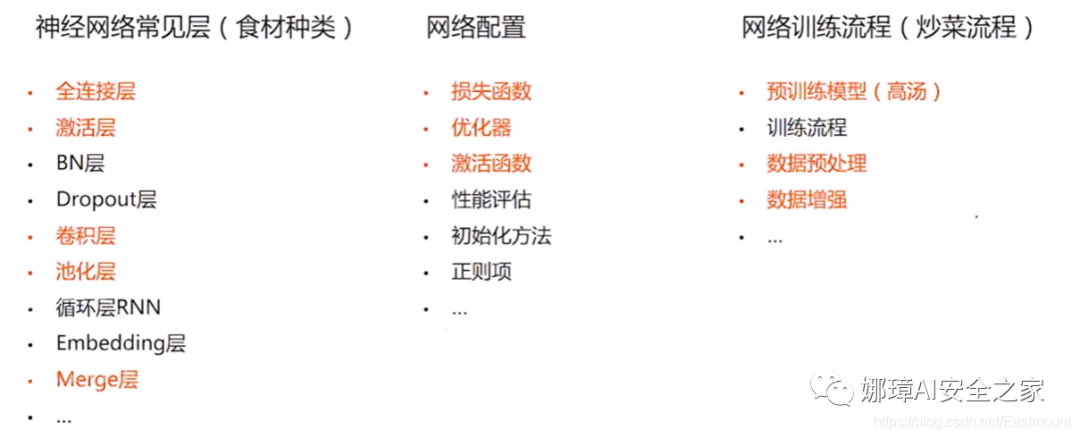 神经网络常见层（食材种类）
• 全连接层
• 激活层
• BN层
• Dropout层
• 卷积层
• 池化层
• 循环层RNN
• Embedding层
• Merge层
• ...
网络配置
• 损失函数
• 优化器
• 激活函数
• 性能评估
• 初始化方法
• 正则项
• ...
网络训练流程（炒菜流程）
• 预训练模型（高汤）
• 训练流程
• 数据预处理
• 数据增强
• ...
娜璋AI安全之家
https://blog.csdn.net/Eastmount